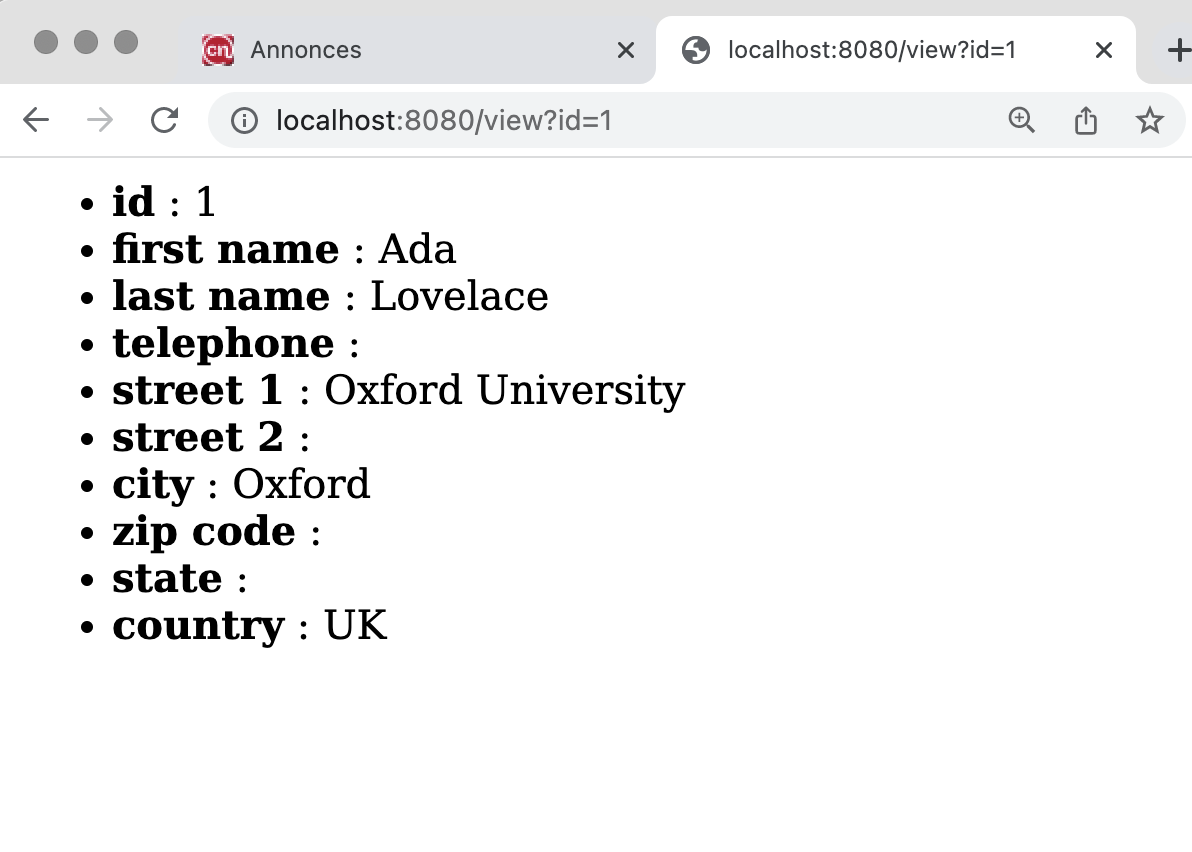 cn Annonces localhost:8080/view?id=1
localhost:8080/view?id=1
• id : 1
• first name : Ada
• last name : Lovelace
• telephone :
• street 1 : Oxford University
• street 2 :
• city : Oxford
• zip code :
• state :
• country : UK